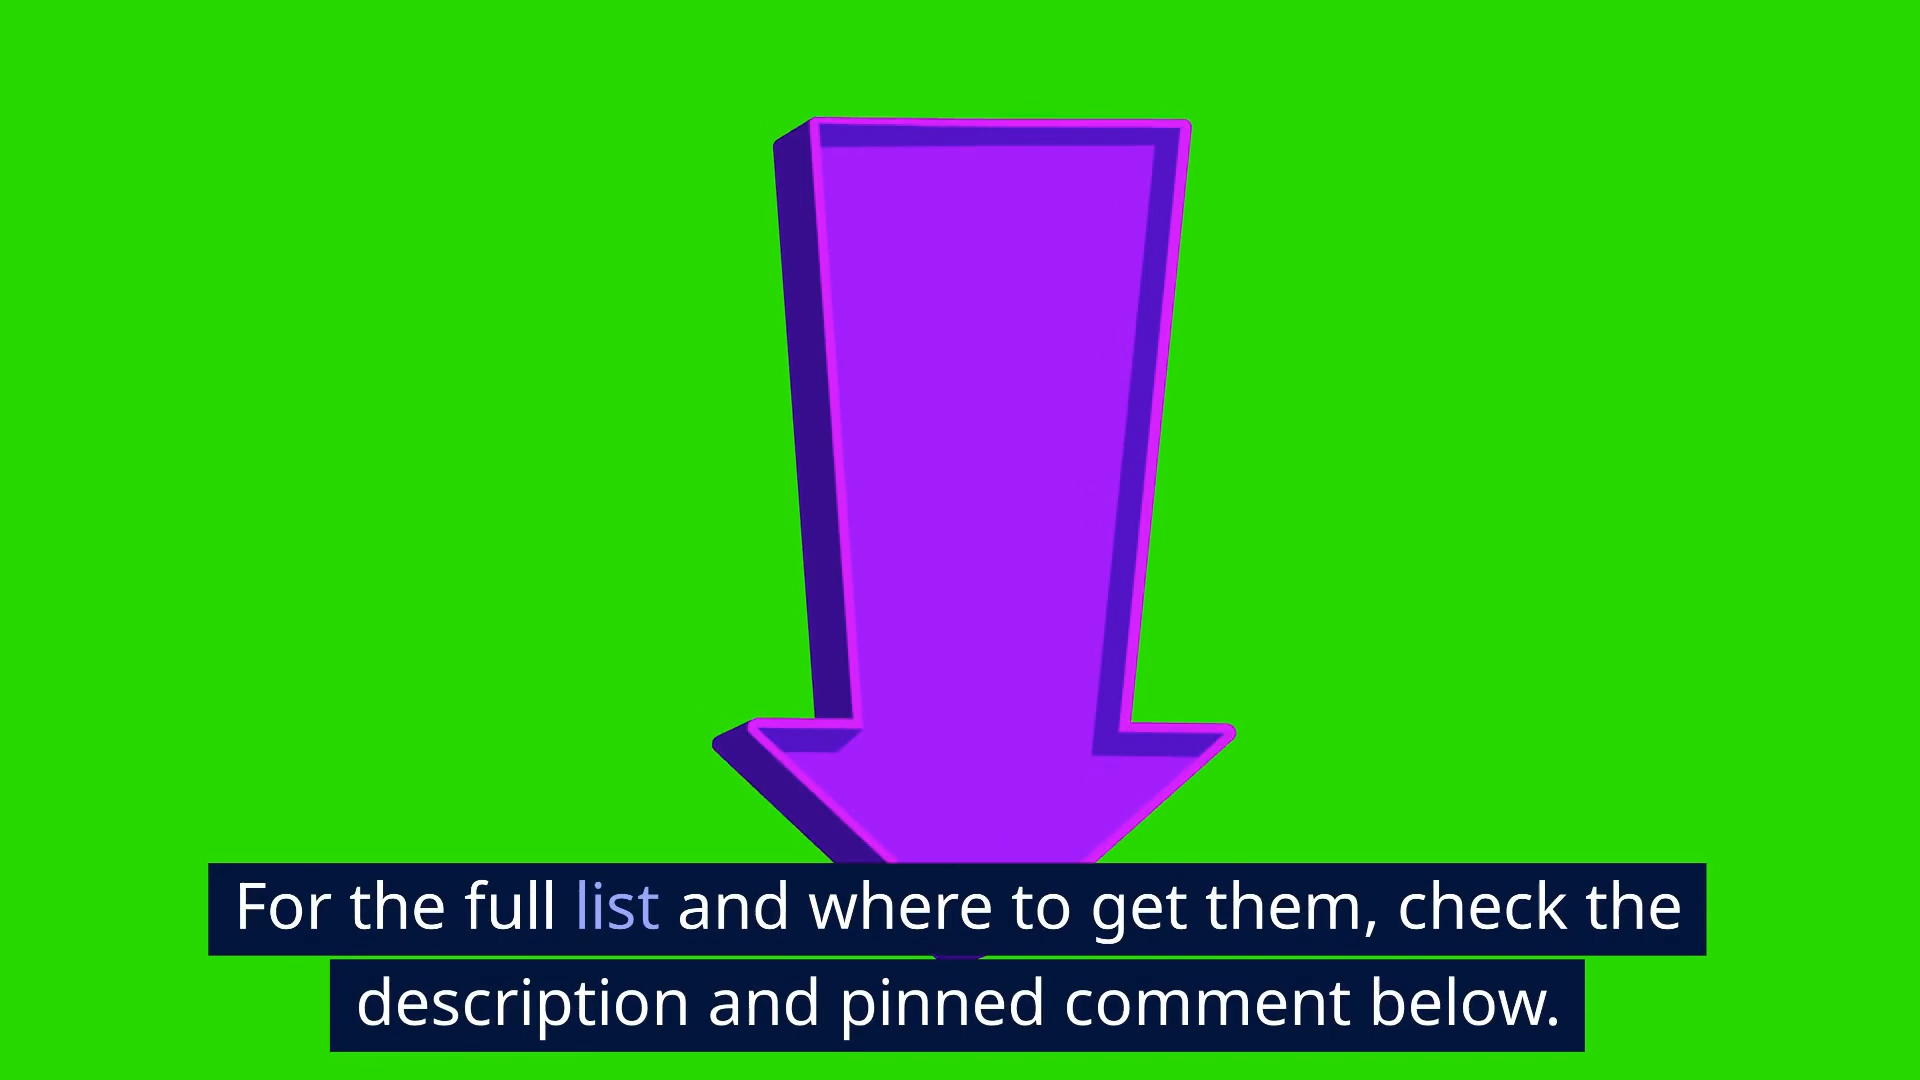 For the full list and where to get them, check the
description and pinned comment below.